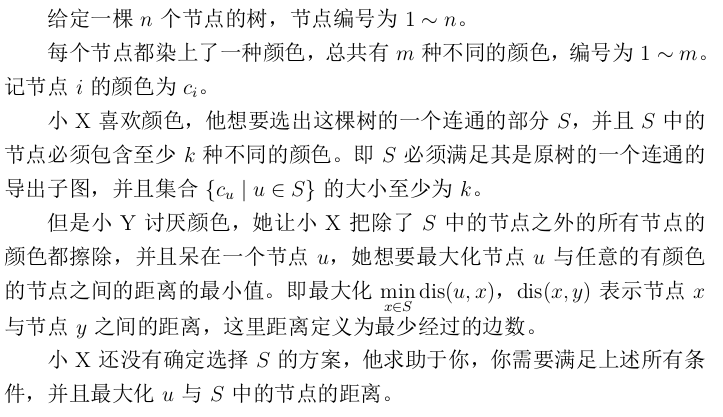 给定一棵 n 个节点的树，节点编号为 1 ∼ n。
每个节点都染上了一种颜色，总共有 m 种不同的颜色，编号为 1 ∼ m。
记节点 i 的颜色为 c_i。
小 X 喜欢颜色，他想要选出这棵树的一个连通的部分 S，并且 S 中的
节点必须包含至少 k 种不同的颜色。即 S 必须满足其是原树的一个连通的
导出子图，并且集合 {c_u | u ∈ S} 的大小至少为 k。
但是小 Y 讨厌颜色，她让小 X 把除了 S 中的节点之外的所有节点的
颜色都擦除，并且呆在一个节点 u，她想要最大化节点 u 与任意的有颜色
的节点之间的距离的最小值。即最大化 min_{x∈S} dis(u, x)，dis(x, y) 表示节点 x
与节点 y 之间的距离，这里距离定义为最少经过的边数。
小 X 还没有确定选择 S 的方案，他求助于你，你需要满足上述所有条
件，并且最大化 u 与 S 中的节点的距离。